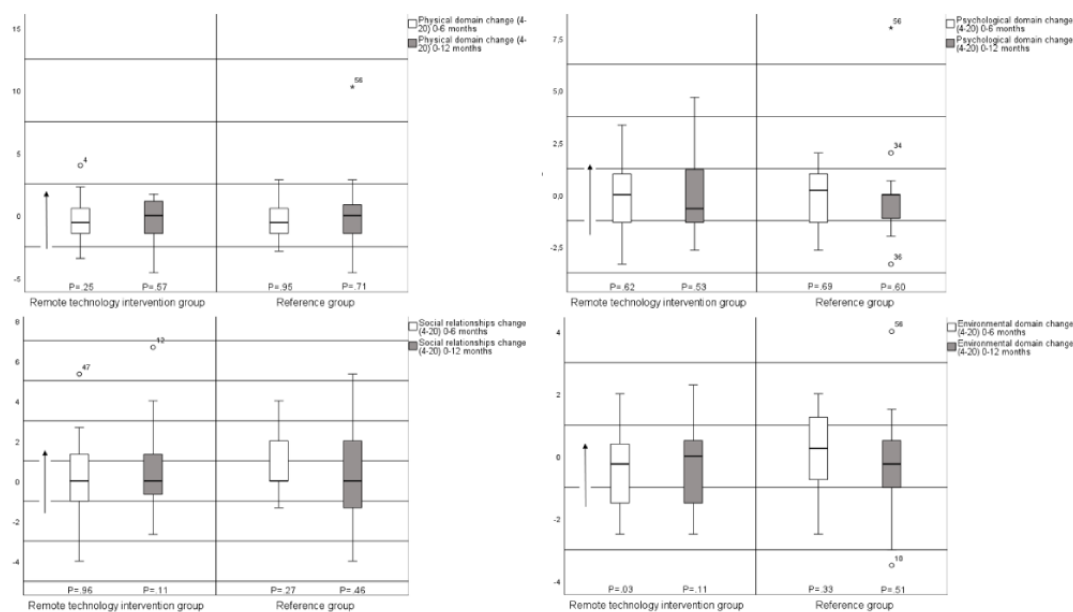 15
10
5
0
-5
4
56
Physical domain change (4-
20) 0-6 months
Physical domain change (4-
20) 0-12 months
P=.25
P=.57
P=.95
P=.71
Remote technology intervention group
Reference group
7,5
5,0
2,5
0,0
-2,5
56
34
36
Psychological domain change
(4-20) 0-6 months
Psychological domain change
(4-20) 0-12 months
P=.62
P=.53
P=.69
P=.60
Remote technology intervention group
Reference group
8
6
4
2
0
-2
-4
47
12
Social relationships change
(4-20) 0-6 months
Social relationships change
(4-20) 0-12 months
P=.96
P=.11
P=.27
P=.46
Remote technology intervention group
Reference group
4
2
0
-2
-4
56
18
Environmental domain change
(4-20) 0-6 months
Environmental domain change
(4-20) 0-12 months
P=.03
P=.11
P=.33
P=.51
Remote technology intervention group
Reference group